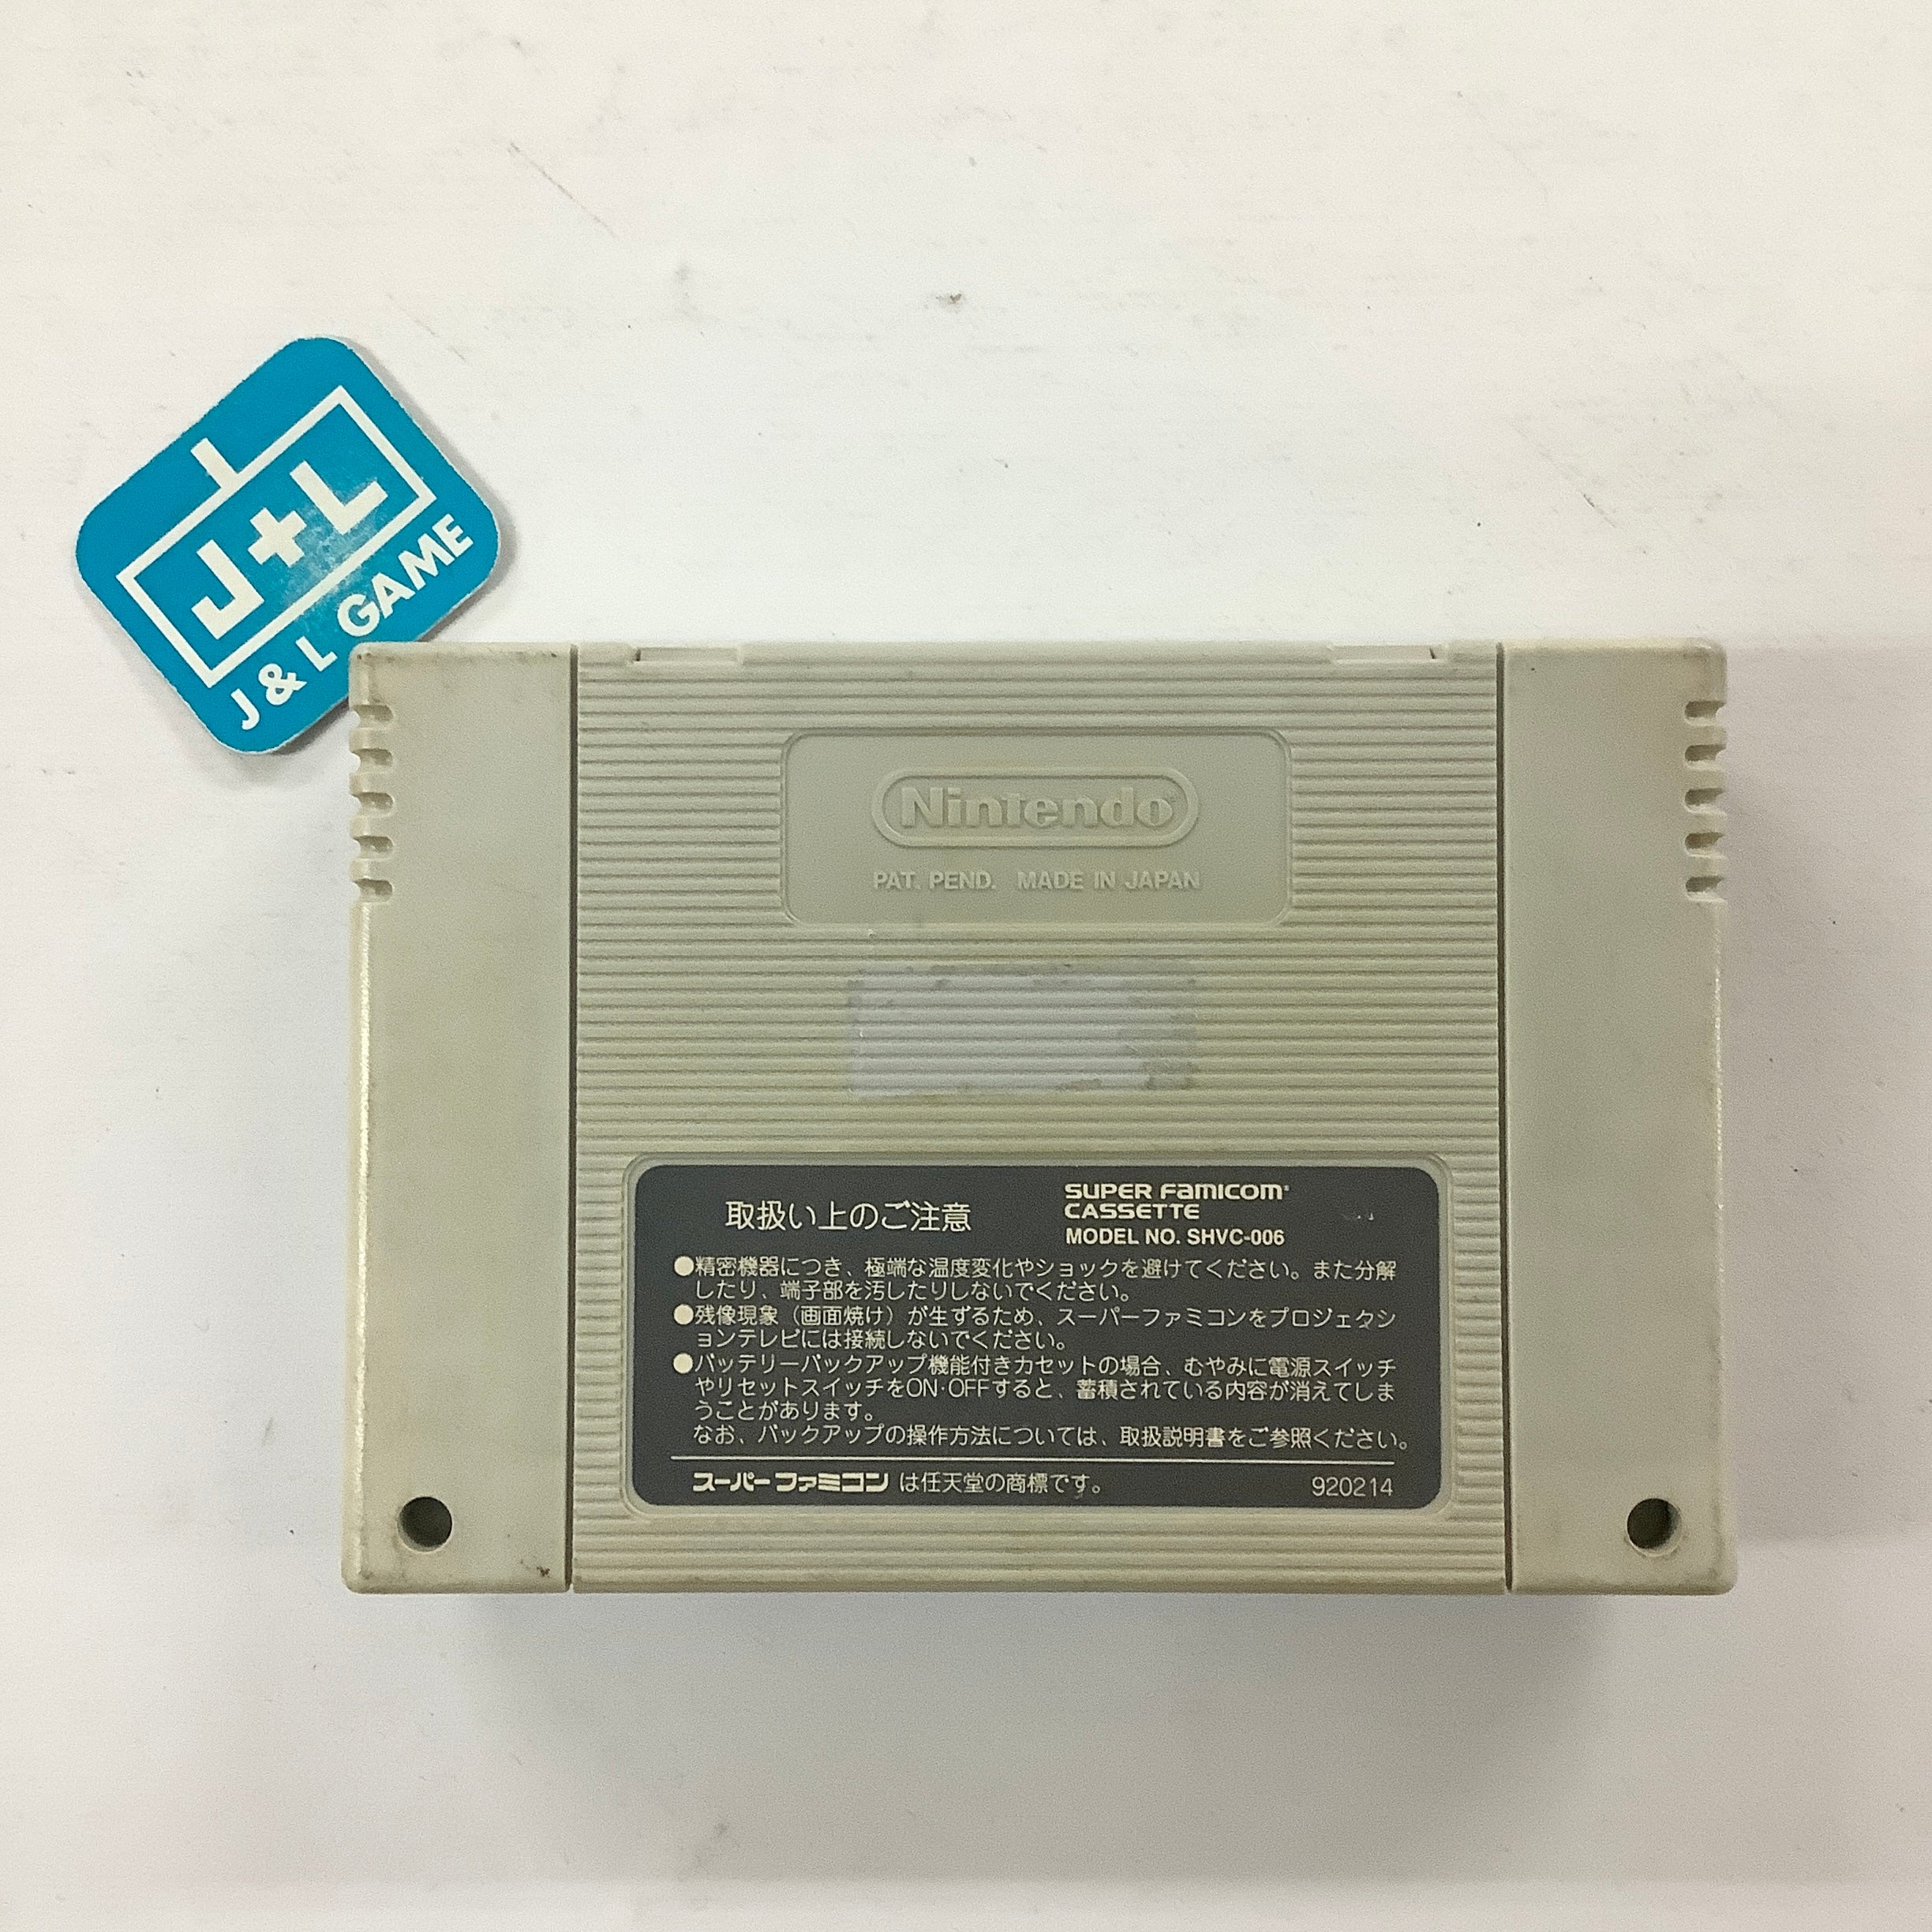 J+L
J & L GAME
Nintendo
PAT. PEND. MADE IN JAPAN
取扱い上のご注意
SUPER FAMICOM
CASSETTE
MODEL NO. SHVC-006
●精密機器につき、極端な温度変化やショックを避けてください。また分解
したり、端子部を汚したりしないでください。
●残像現象（画面焼け）が生ずるため、スーパーファミコンをプロジェクシ
ョンテレビには接続しないでください。
●バッテリーバックアップ機能付きカセットの場合、むやみに電源スイッチ
やリセットスイッチをON·OFFすると、蓄積されている内容が消えてしま
うことがあります。
なお、バックアップの操作方法については、取扱説明書をご参照ください。
スーパーファミコン は任天堂の商標です。 920214